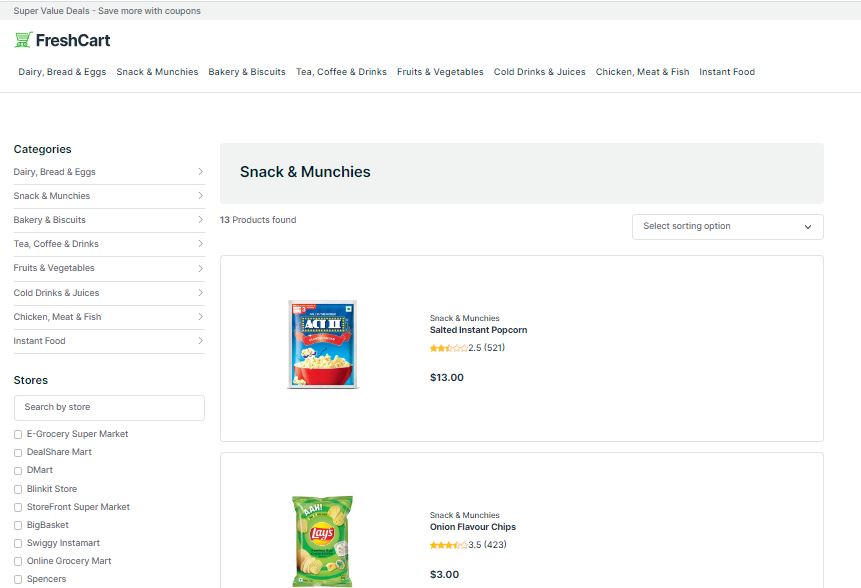 Super Value Deals - Save more with coupons
FreshCart
Dairy, Bread & Eggs Snack & Munchies Bakery & Biscuits Tea, Coffee & Drinks Fruits & Vegetables Cold Drinks & Juices Chicken, Meat & Fish Instant Food
Categories
Dairy, Bread & Eggs
Snack & Munchies
Bakery & Biscuits
Tea, Coffee & Drinks
Fruits & Vegetables
Cold Drinks & Juices
Chicken, Meat & Fish
Instant Food
Stores
Search by store
E-Grocery Super Market
DealShare Mart
DMart
Blinkit Store
StoreFront Super Market
BigBasket
Swiggy Instamart
Online Grocery Mart
Spencers
Snack & Munchies
13 Products found
Select sorting option
ACT II
Snack & Munchies
Salted Instant Popcorn
2.5 (521)
$13.00
AAH!
Lay's
Snack & Munchies
Onion Flavour Chips
3.5 (423)
$3.00